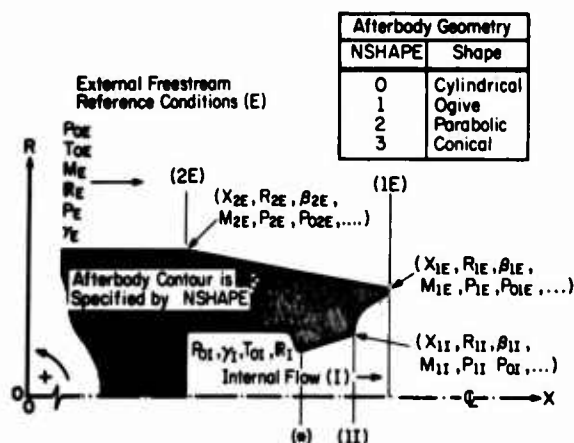 Afterbody Geometry
NSHAPE Shape
0 Cylindrical
1 Ogive
2 Parabolic
3 Conical
External Freestream
Reference Conditions (E)
R
P0E
T0E
ME
RE
PE
γE
(2E)
(X2E, R2E, β2E,
M2E, P2E, P02E, ....)
(1E)
(X1E, R1E, β1E,
M1E, P1E, P01E, ...)
Afterbody Contour is
Specified by NSHAPE
(X1I, R1I, β1I,
M1I, P1I P0I, ...)
P0I, γI, T0I, RI
Internal Flow (I)
+
0
0
℄
X
(*)
(1I)